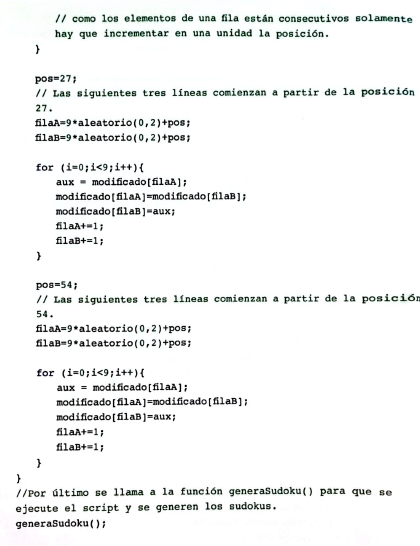 // como los elementos de una fila están consecutivos solamente
hay que incrementar en una unidad la posición.
}
pos=27;
// Las siguientes tres líneas comienzan a partir de la posición
27.
filaA=9*aleatorio(0,2)+pos;
filaB=9*aleatorio(0,2)+pos;
for (i=0;i<9;i++){
aux = modificado[filaA];
modificado[filaA]=modificado[filaB];
modificado[filaB]=aux;
filaA+=1;
filaB+=1;
}
pos=54;
// Las siguientes tres líneas comienzan a partir de la posición
54.
filaA=9*aleatorio(0,2)+pos;
filaB=9*aleatorio(0,2)+pos;
for (i=0;i<9;i++){
aux = modificado[filaA];
modificado[filaA]=modificado[filaB];
modificado[filaB]=aux;
filaA+=1;
filaB+=1;
}
}
//Por último se llama a la función generaSudoku() para que se
ejecute el script y se generen los sudokus.
generaSudoku();